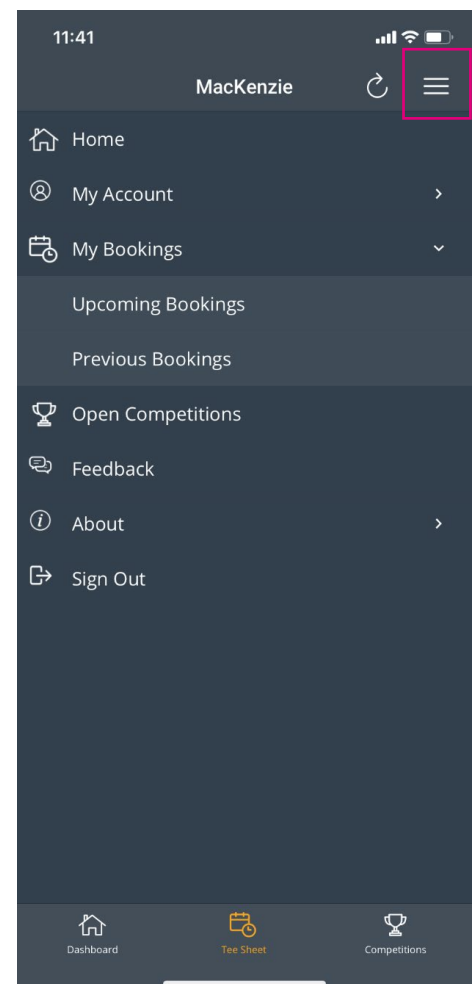 11:41
MacKenzie
Home
My Account
My Bookings
Upcoming Bookings
Previous Bookings
Open Competitions
Feedback
About
Sign Out
Dashboard
Tee Sheet
Competitions